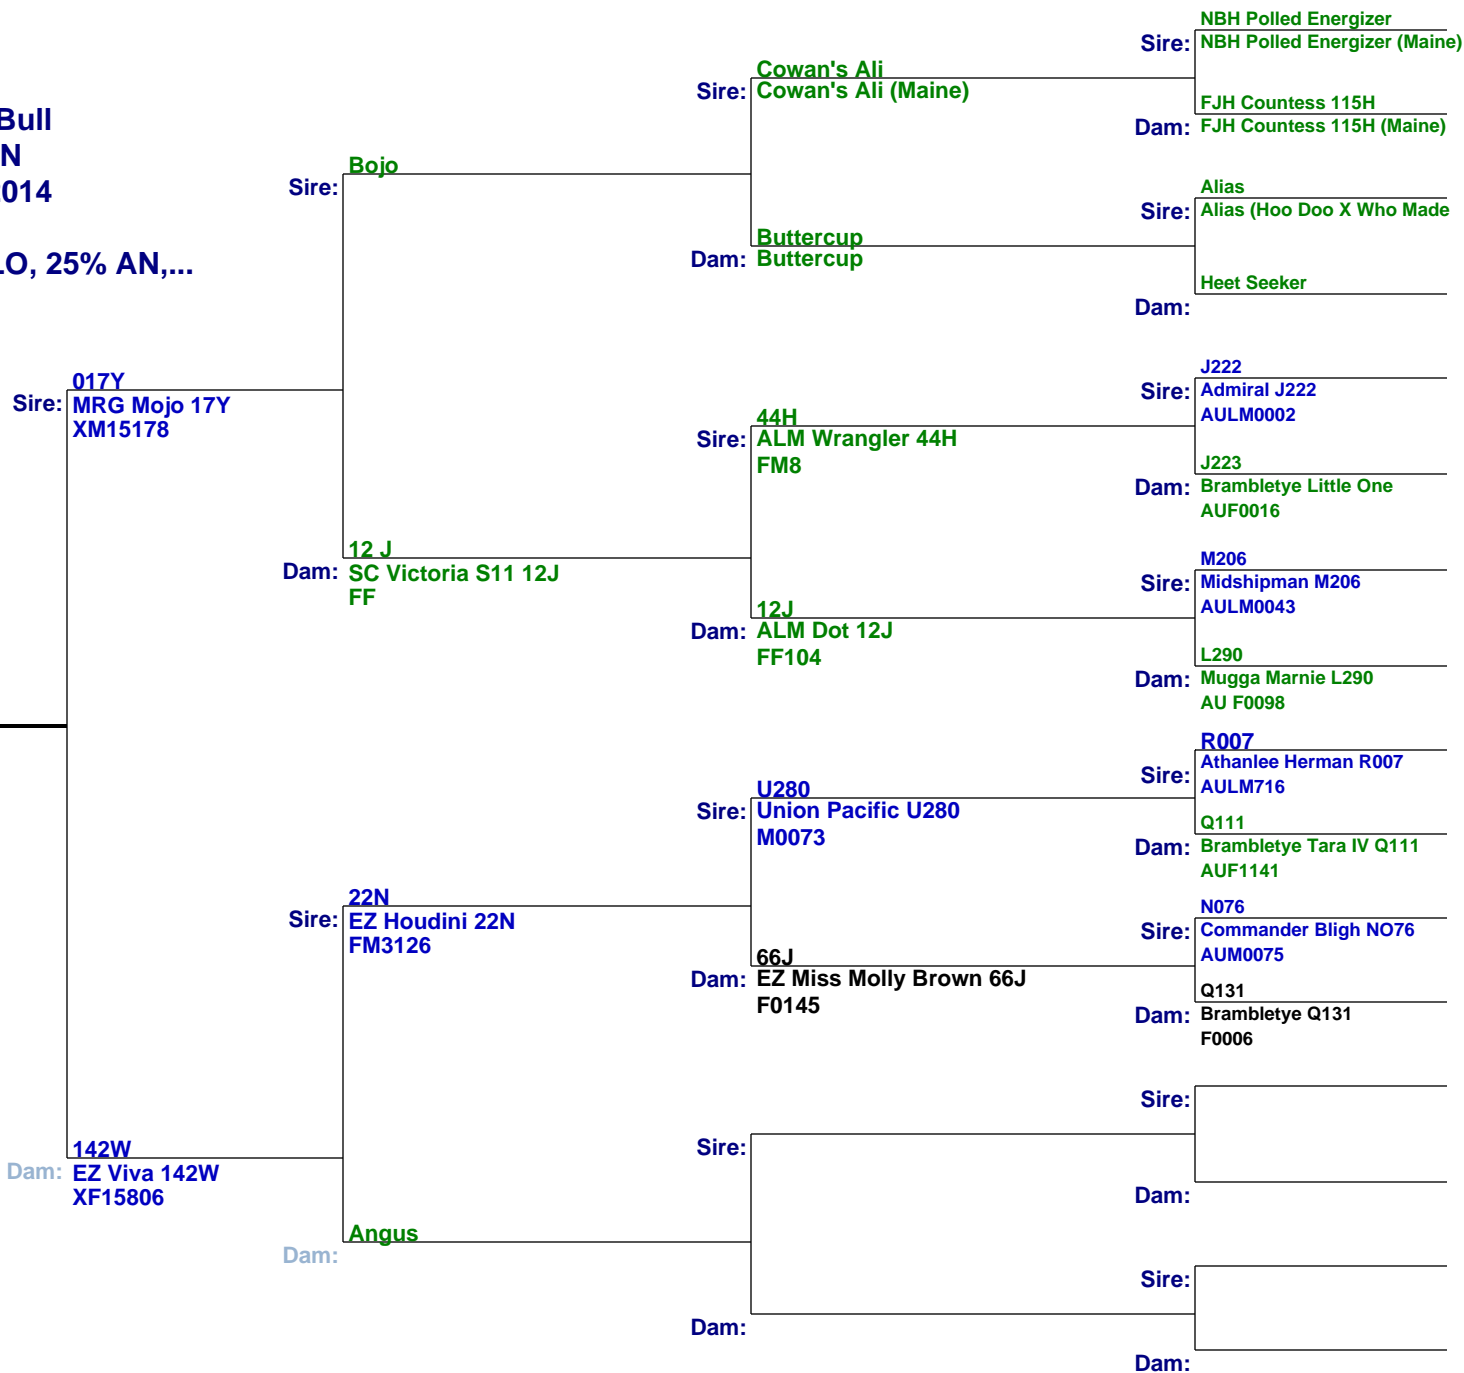 NBH Polled Energizer
Sire: NBH Polled Energizer (Maine)
Cowan's Ali
Sire: Cowan's Ali (Maine)
FJH Countess 115H
Dam: FJH Countess 115H (Maine)
Bull
N
014
LO, 25% AN,...
Bojo
Sire:
Alias
Sire: Alias (Hoo Doo X Who Made
Buttercup
Dam: Buttercup
Heet Seeker
Dam:
017Y
Sire: MRG Mojo 17Y
XM15178
J222
Sire: Admiral J222
AULM0002
44H
Sire: ALM Wrangler 44H
FM8
J223
Dam: Brambletye Little One
AUF0016
12 J
Dam: SC Victoria S11 12J
FF
M206
Sire: Midshipman M206
AULM0043
12J
Dam: ALM Dot 12J
FF104
L290
Dam: Mugga Marnie L290
AU F0098
R007
Sire: Athanlee Herman R007
AULM716
U280
Sire: Union Pacific U280
M0073
Q111
Dam: Brambletye Tara IV Q111
AUF1141
22N
Sire: EZ Houdini 22N
FM3126
N076
Sire: Commander Bligh NO76
AUM0075
66J
Dam: EZ Miss Molly Brown 66J
F0145
Q131
Dam: Brambletye Q131
F0006
142W
Dam: EZ Viva 142W
XF15806
Sire:
Sire:
Dam:
Angus
Dam:
Sire:
Dam:
Dam: